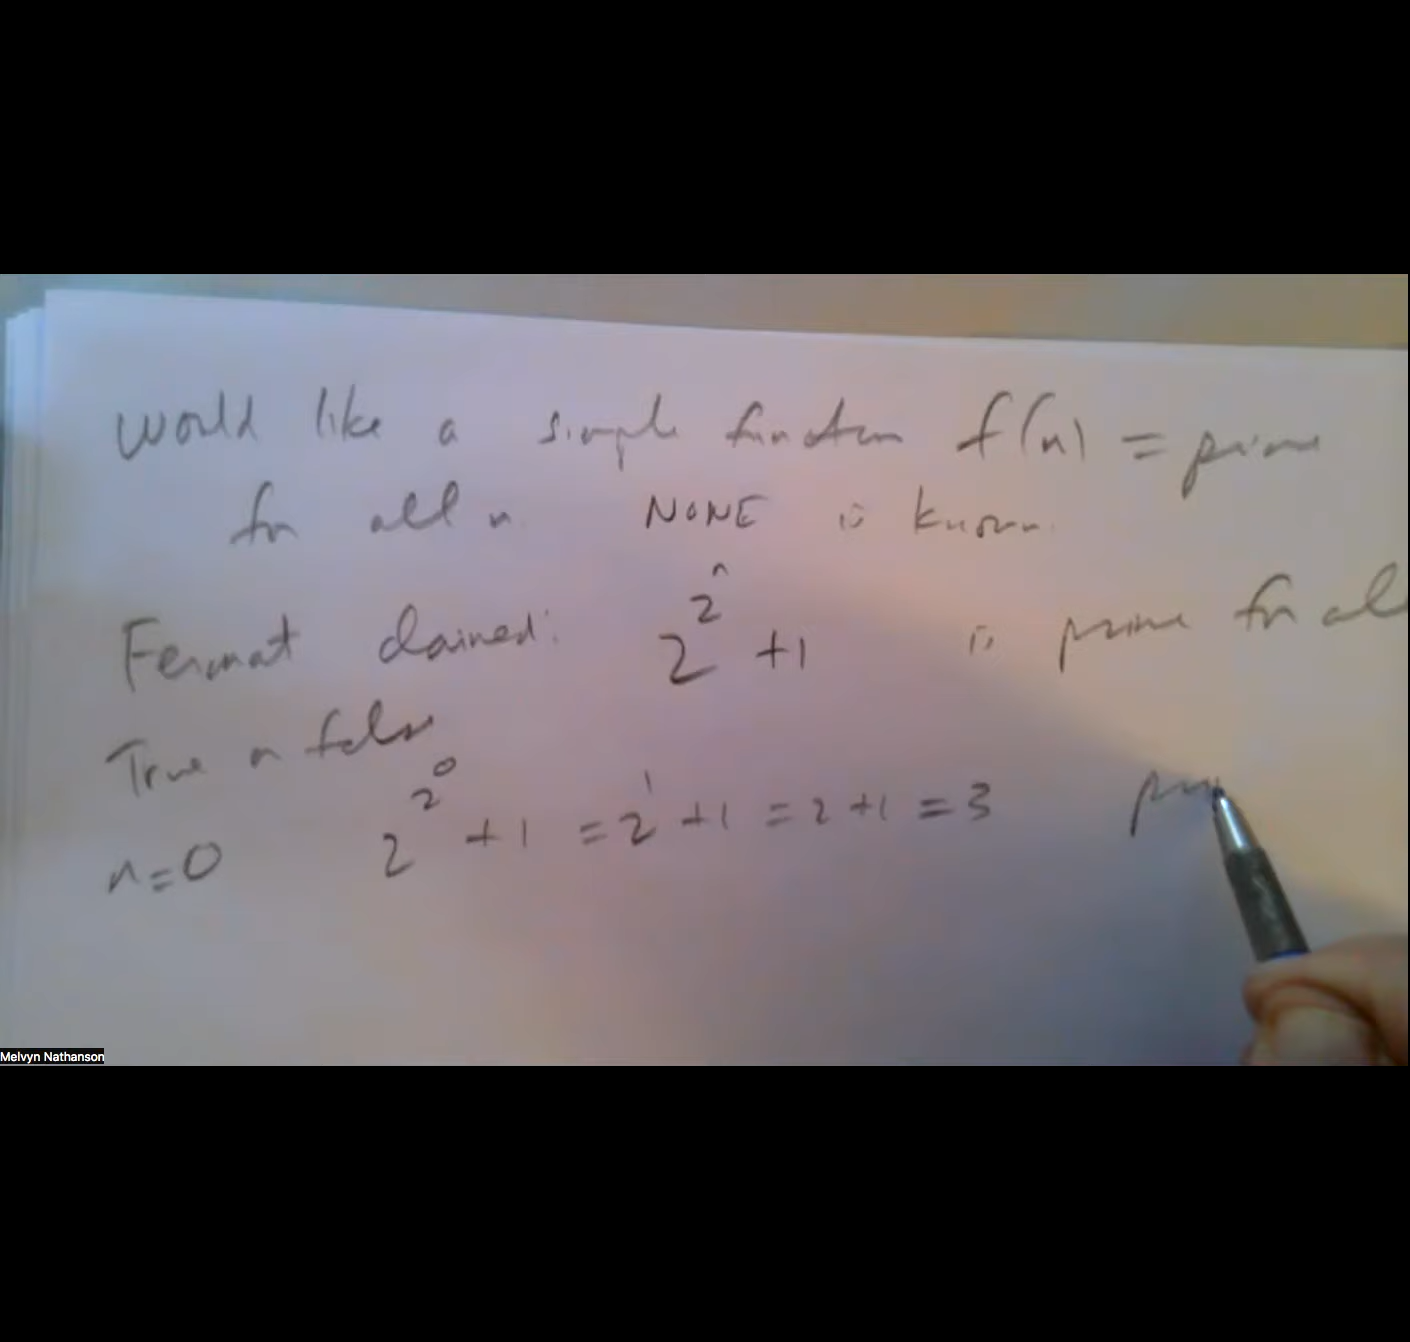 would like a simple function f(n) = prime
for all n. NONE is known.
Fermat claimed: 2^{2^n} + 1 is prime for al
True or false
n=0 2^{2^0} + 1 = 2^1 + 1 = 2 + 1 = 3
Melvyn Nathanson